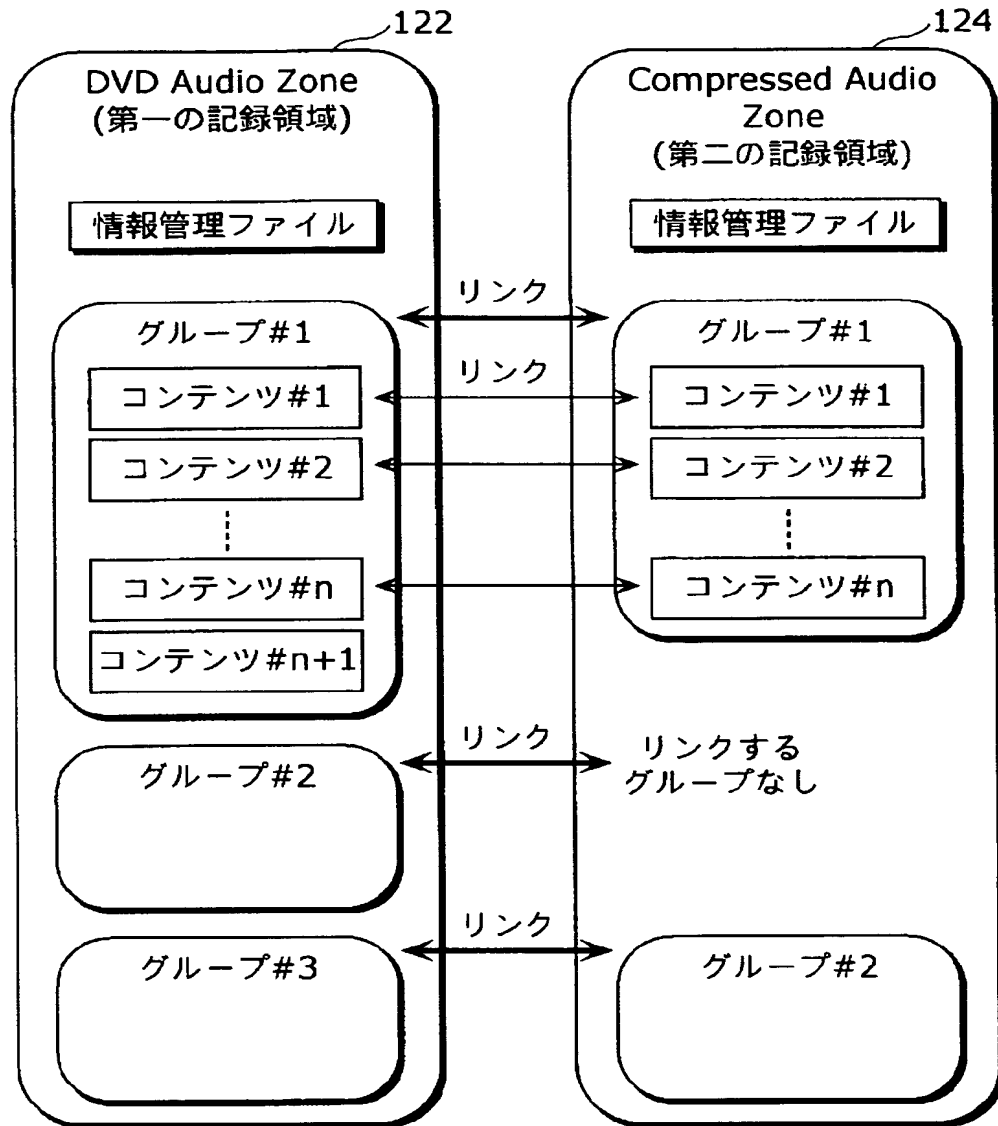 122
DVD Audio Zone
(第一の記録領域)
情報管理ファイル
グループ#1
コンテンツ#1
コンテンツ#2
コンテンツ#n
コンテンツ#n+1
グループ#2
グループ#3
リンク
リンク
リンク
リンク
124
Compressed Audio
Zone
(第二の記録領域)
情報管理ファイル
グループ#1
コンテンツ#1
コンテンツ#2
コンテンツ#n
リンクする
グループなし
グループ#2